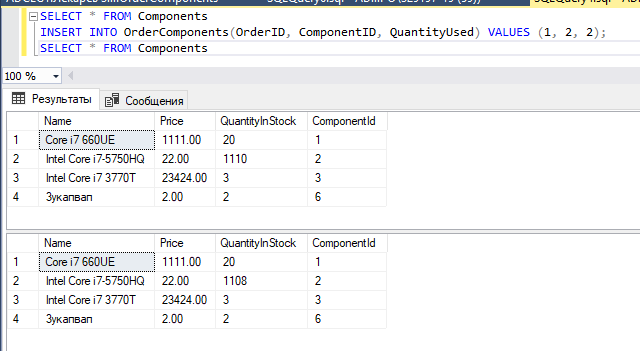 SELECT * FROM Components
INSERT INTO OrderComponents(OrderID, ComponentID, QuantityUsed) VALUES (1, 2, 2);
SELECT * FROM Components
100 %
Результаты Сообщения
Name Price QuantityInStock ComponentId
1 Core i7 660UE 1111.00 20 1
2 Intel Core i7-5750HQ 22.00 1110 2
3 Intel Core i7 3770T 23424.00 3 3
4 Зукапвап 2.00 2 6
Name Price QuantityInStock ComponentId
1 Core i7 660UE 1111.00 20 1
2 Intel Core i7-5750HQ 22.00 1108 2
3 Intel Core i7 3770T 23424.00 3 3
4 Зукапвап 2.00 2 6